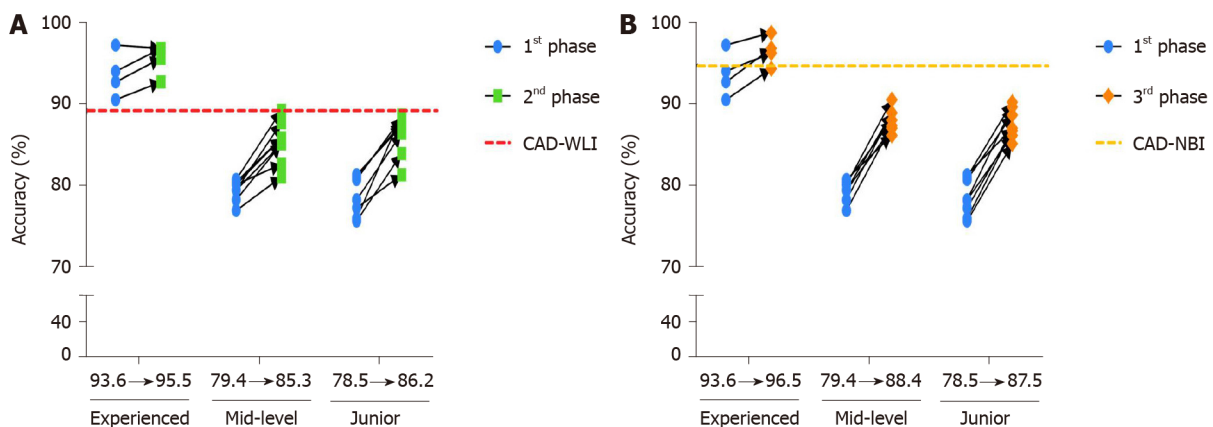 A
Accuracy (%)
100
90
80
70
40
0
1st phase
2nd phase
CAD-WLI
93.6→95.5 79.4→85.3 78.5→86.2
Experienced Mid-level Junior
B
Accuracy (%)
100
90
80
70
40
0
1st phase
3rd phase
CAD-NBI
93.6→96.5 79.4→88.4 78.5→87.5
Experienced Mid-level Junior